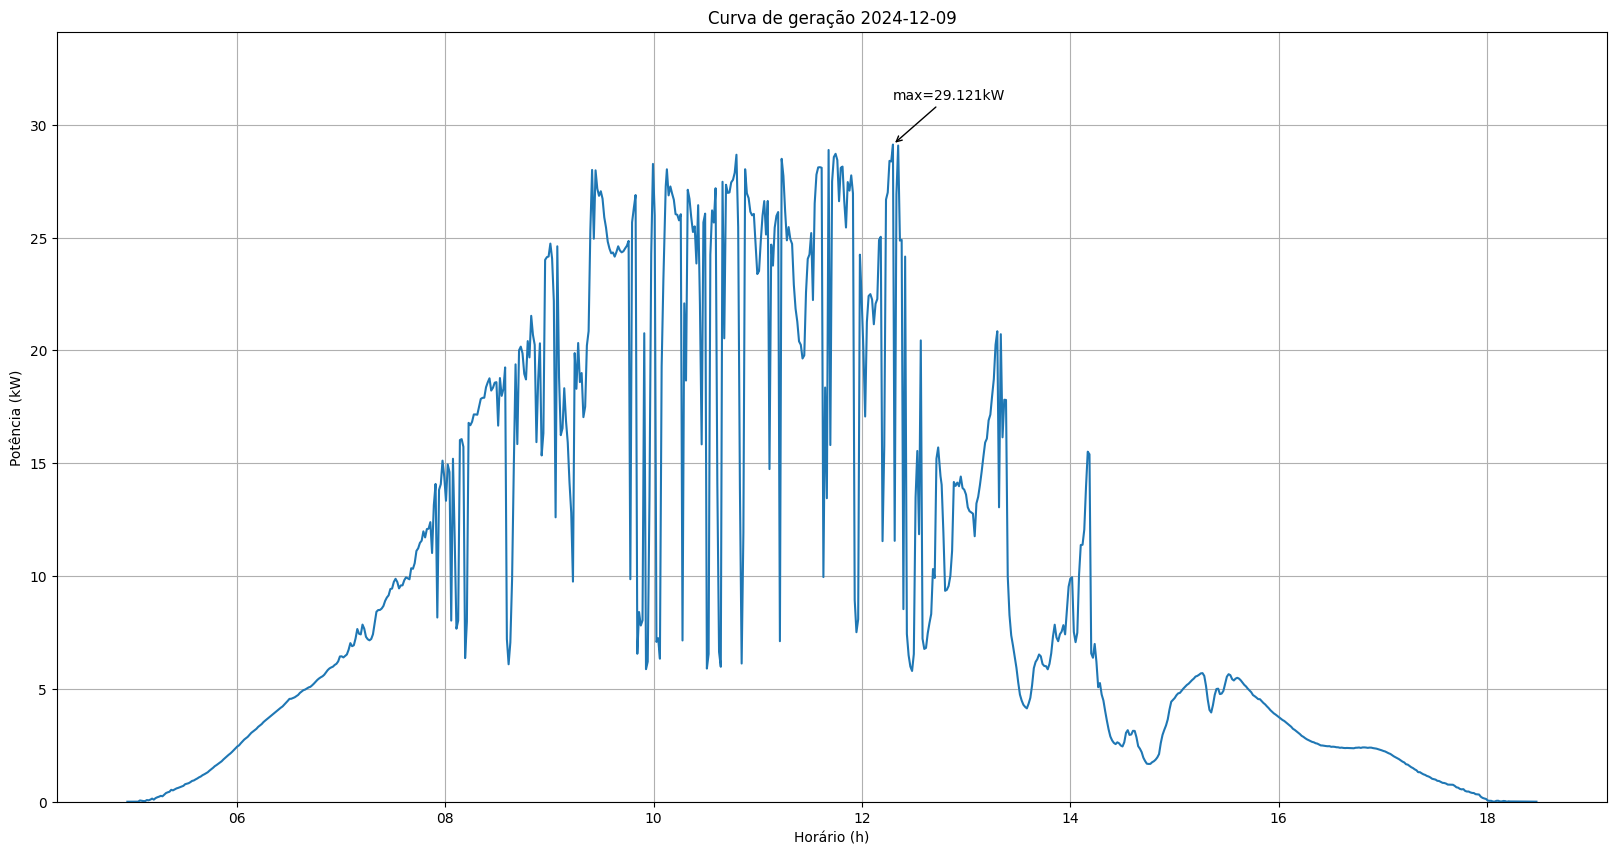 Curva de geração 2024-12-09
max=29.121kW
30
25
20
15
10
5
0
Potência (kW)
06 08 10 12 14 16 18
Horário (h)